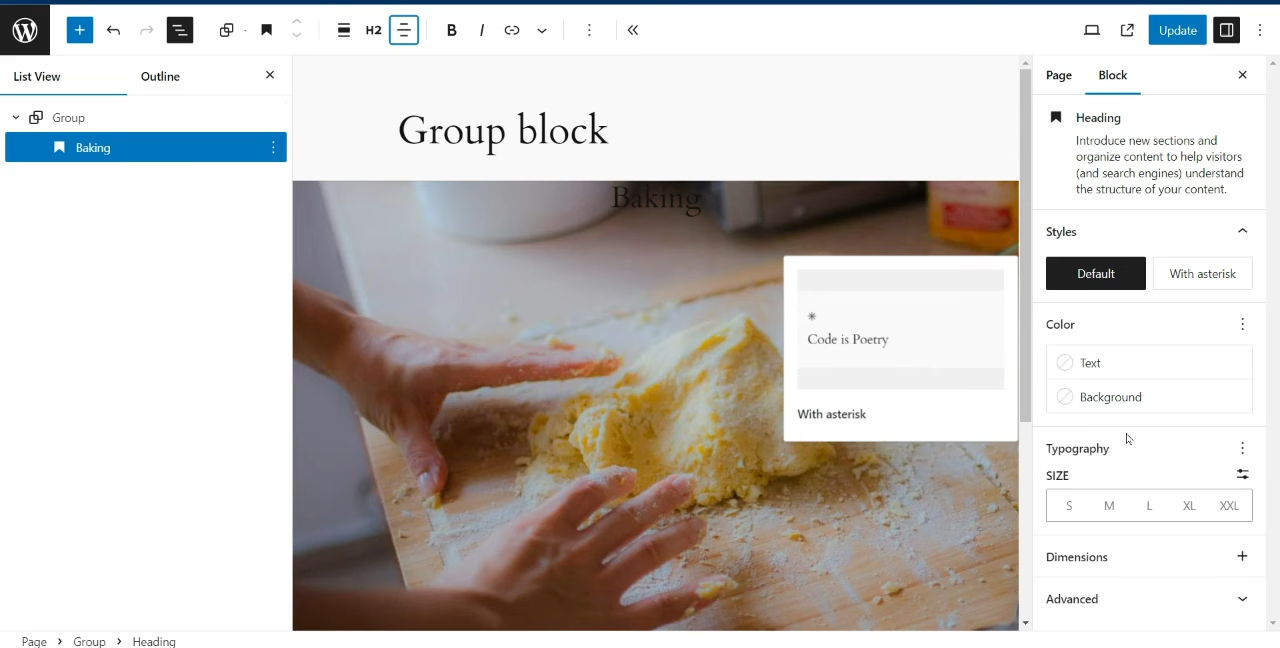 H2
B
I
Update
List View
Outline
Group
Baking
Group block
Baking
✳
Code is Poetry
With asterisk
Page
Block
Heading
Introduce new sections and
organize content to help visitors
(and search engines) understand
the structure of your content.
Styles
Default
With asterisk
Color
Text
Background
Typography
SIZE
S M L XL XXL
Dimensions
Advanced
Page > Group > Heading